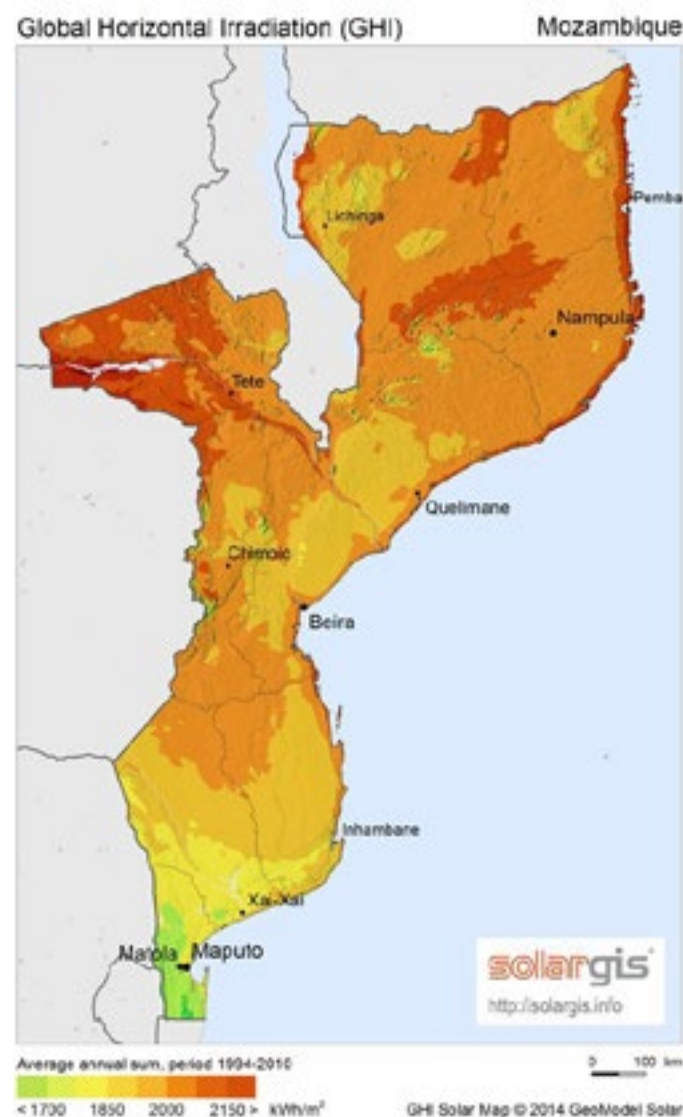 Global Horizontal Irradiation (GHI) Mozambique
Pemba
Lichinga
Nampula
Tete
Quelimane
Chimoio
Beira
Inhambane
Xai-Xai
Matola Maputo
solargis
http://solargis.info
Average annual sum, period 1994-2010
0 100 km
< 1700 1850 2000 2150 > kWh/m²
GHI Solar Map © 2014 GeoModel Solar